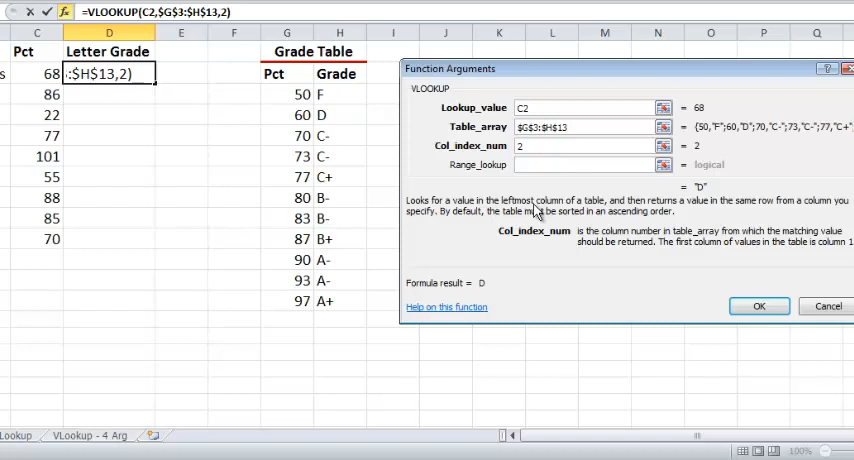 =VLOOKUP(C2,$G$3:$H$13,2)
C D E F G H I J K L M N O P Q
Pct Letter Grade Grade Table
s 68 :$H$13,2) Pct Grade
86 50 F
22 60 D
77 70 C-
101 73 C-
55 77 C+
88 80 B-
85 83 B-
70 87 B+
90 A-
93 A-
97 A+
Function Arguments
VLOOKUP
Lookup_value C2 = 68
Table_array $G$3:$H$13 = {50,"F";60,"D";70,"C-";73,"C-";77,"C+";
Col_index_num 2 = 2
Range_lookup = logical
= "D"
Looks for a value in the leftmost column of a table, and then returns a value in the same row from a column you
specify. By default, the table must be sorted in an ascending order.
Col_index_num is the column number in table_array from which the matching value
should be returned. The first column of values in the table is column 1
Formula result = D
Help on this function OK Cancel
Lookup VLookup - 4 Arg
100%